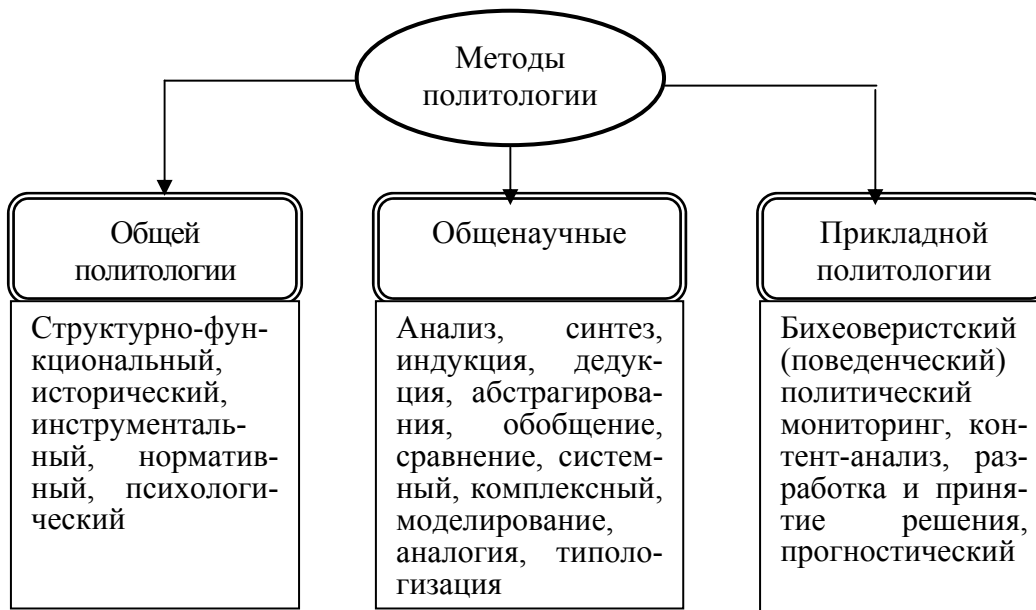 Методы
политологии
Общей
политологии
Структурно-фун-
кциональный,
исторический,
инструменталь-
ный, норматив-
ный, психологи-
ческий
Общенаучные
Анализ, синтез,
индукция, дедук-
ция, абстрагирова-
ния, обобщение,
сравнение, систем-
ный, комплексный,
моделирование,
аналогия, типоло-
гизация
Прикладной
политологии
Бихеоверистский
(поведенческий)
политический
мониторинг, кон-
тент-анализ, раз-
работка и приня-
тие решения,
прогностический